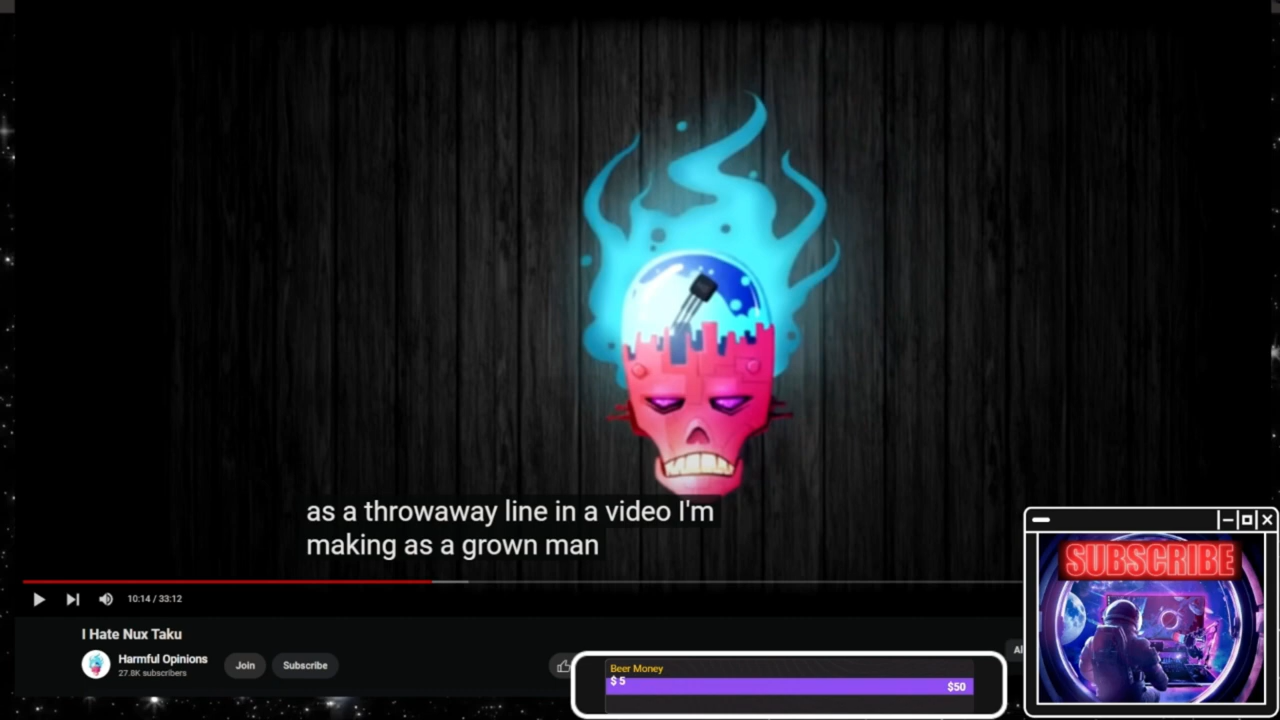 as a throwaway line in a video I'm
making as a grown man
SUBSCRIBE
10:14 / 33:12
I Hate Nux Taku
Harmful Opinions
27.8K subscribers
Join
Subscribe
Al
Beer Money
$ 5
$50